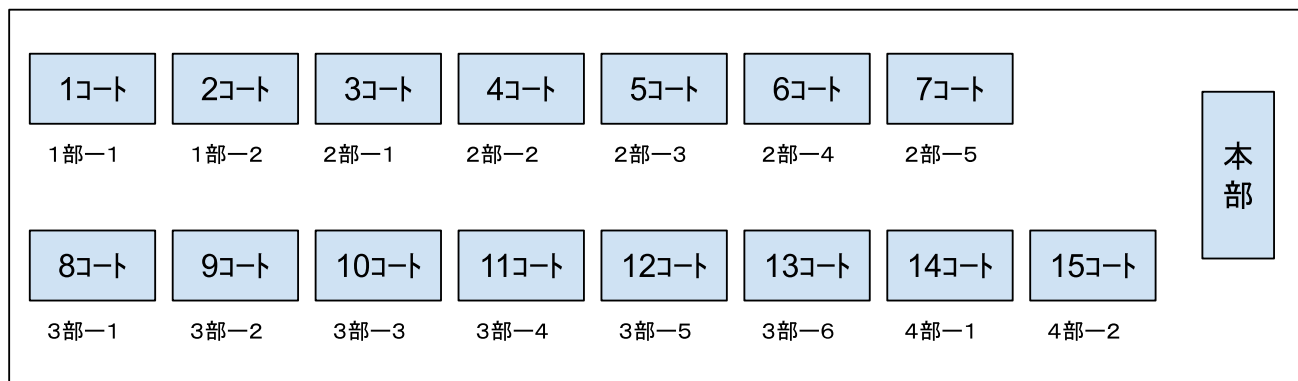 1コート 2コート 3コート 4コート 5コート 6コート 7コート
1部ー1 1部ー2 2部ー1 2部ー2 2部ー3 2部ー4 2部ー5
本部
8コート 9コート 10コート 11コート 12コート 13コート 14コート 15コート
3部ー1 3部ー2 3部ー3 3部ー4 3部ー5 3部ー6 4部ー1 4部ー2